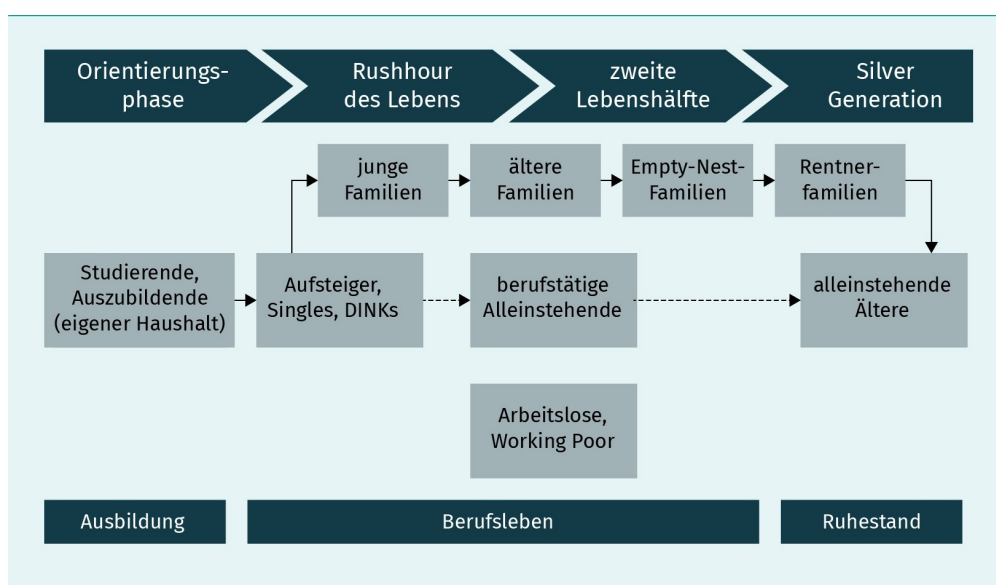 Orientierungs-
phase
Rushhour
des Lebens
zweite
Lebenshälfte
Silver
Generation
junge
Familien
ältere
Familien
Empty-Nest-
Familien
Rentner-
familien
Studierende,
Auszubildende
(eigener Haushalt)
Aufsteiger,
Singles, DINKs
berufstätige
Alleinstehende
alleinstehende
Ältere
Arbeitslose,
Working Poor
Ausbildung
Berufsleben
Ruhestand